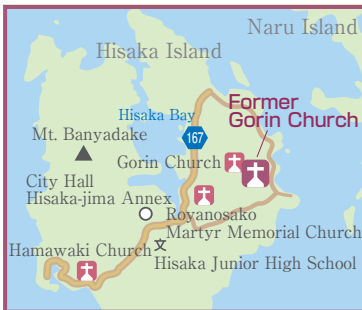 Naru Island
Hisaka Island
Hisaka Bay
167
Former
Gorin Church
Mt. Banyadake
Gorin Church
City Hall
Hisaka-jima Annex
Royanosako
Martyr Memorial Church
Hamawaki Church
文
Hisaka Junior High School